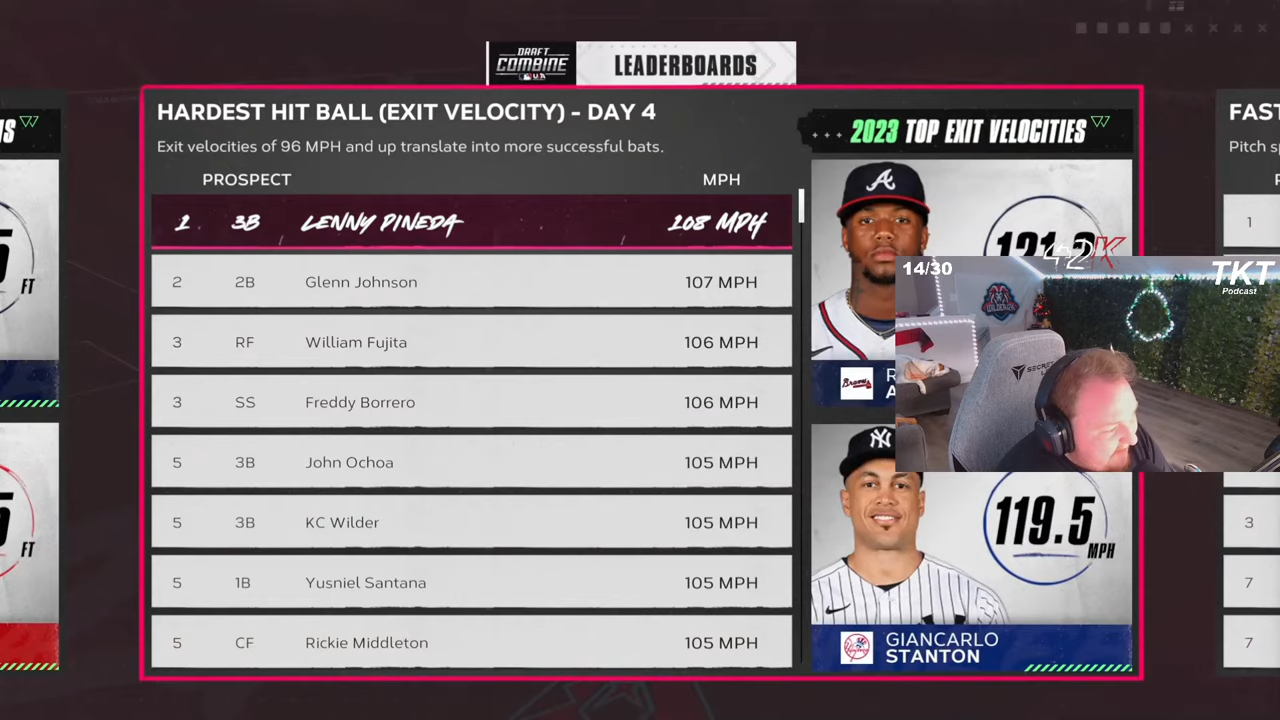 DRAFT
COMBINE
LEADERBOARDS
HARDEST HIT BALL (EXIT VELOCITY) - DAY 4
Exit velocities of 96 MPH and up translate into more successful bats.
PROSPECT MPH
1 3B LENNY PINEDA 108 MPH
2 2B Glenn Johnson 107 MPH
3 RF William Fujita 106 MPH
3 SS Freddy Borrero 106 MPH
5 3B John Ochoa 105 MPH
5 3B KC Wilder 105 MPH
5 1B Yusniel Santana 105 MPH
5 CF Rickie Middleton 105 MPH
2023 TOP EXIT VELOCITIES
Braves
14/30
TKT
Podcast
SECRET
119.5
MPH
GIANCARLO
STANTON
FT
FT
FAST
Pitch s
1
3
7
7